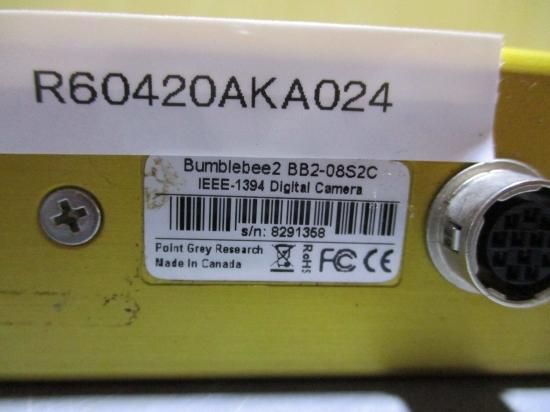 R60420AKA024
Bumblebee2 BB2-08S2C
IEEE-1394 Digital Camera
s/n: 8291358
Point Grey Research
Made In Canada
RoHS
FC CE